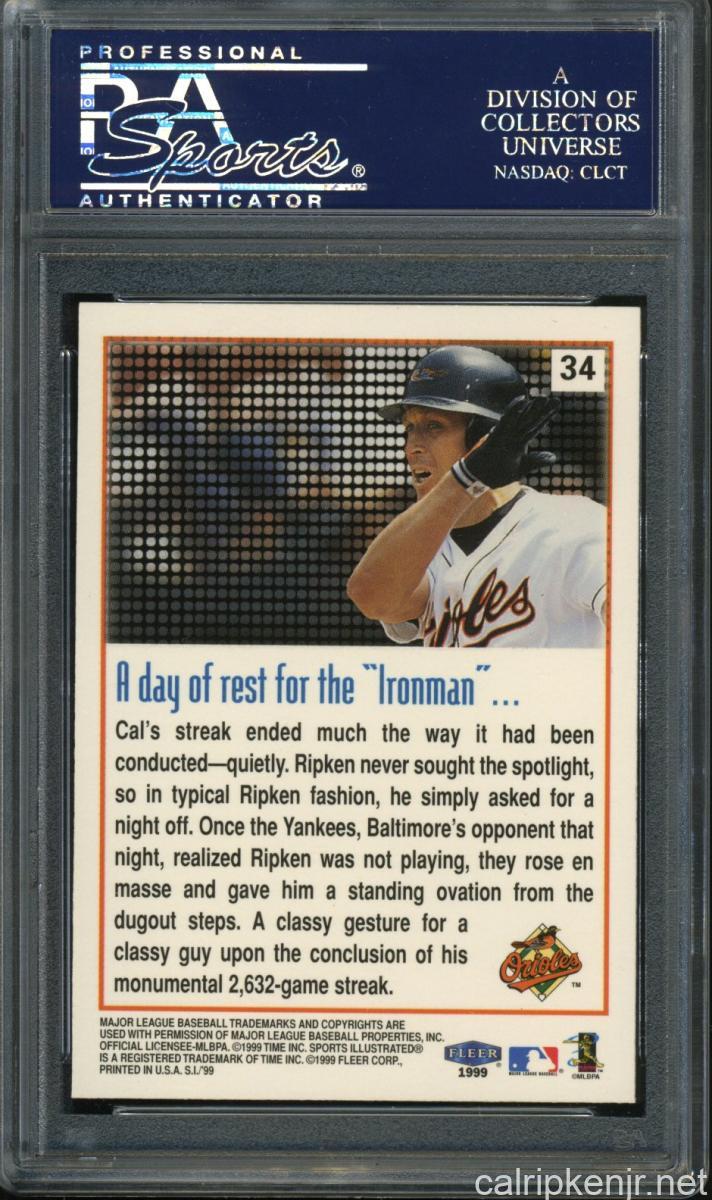 PROFESSIONAL
PSA
Sports®
AUTHENTICATOR
A
DIVISION OF
COLLECTORS
UNIVERSE
NASDAQ: CLCT
34
Orioles
A day of rest for the "Ironman"...
Cal's streak ended much the way it had been
conducted—quietly. Ripken never sought the spotlight,
so in typical Ripken fashion, he simply asked for a
night off. Once the Yankees, Baltimore's opponent that
night, realized Ripken was not playing, they rose en
masse and gave him a standing ovation from the
dugout steps. A classy gesture for a
classy guy upon the conclusion of his
monumental 2,632-game streak.
Orioles
TM
MAJOR LEAGUE BASEBALL TRADEMARKS AND COPYRIGHTS ARE
USED WITH PERMISSION OF MAJOR LEAGUE BASEBALL PROPERTIES, INC.
OFFICIAL LICENSEE-MLBPA. ©1999 TIME INC. SPORTS ILLUSTRATED®
IS A REGISTERED TRADEMARK OF TIME INC. ©1999 FLEER CORP.,
PRINTED IN U.S.A. S.I./'99
FLEER
1999
MAJOR LEAGUE BASEBALL
©MLBPA
calripkenjr.net